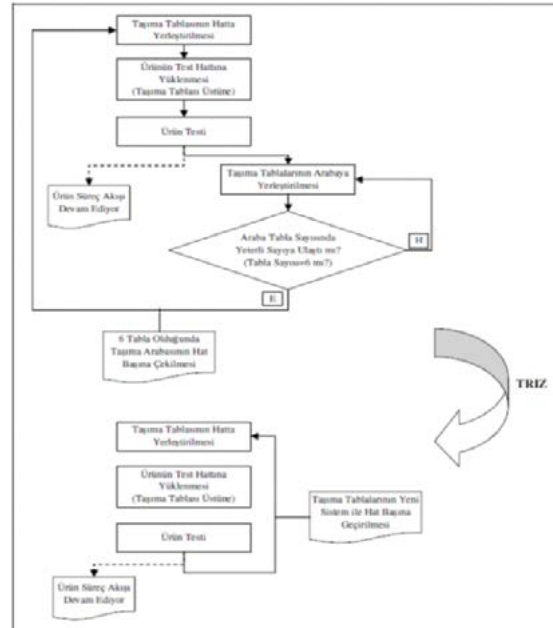 Taşıma Tablasının Hatta
Yerleştirilmesi
Ürünün Test Hattına
Yüklenmesi
(Taşıma Tablası Üstüne)
Ürün Testi
Taşıma Tablalarının Arabaya
Yerleştirilmesi
Ürün Süreç Akışı
Devam Ediyor
Araba Tabla Sayısında
Yeterli Sayıya Ulaştı mı?
(Tabla Sayısı=6 mı?)
H
E
6 Tabla Olduğunda
Taşıma Arabasının Hat
Başına Çekilmesi
TRIZ
Taşıma Tablasının Hatta
Yerleştirilmesi
Ürünün Test Hattına
Yüklenmesi
(Taşıma Tablası Üstüne)
Taşıma Tablalarının Yeni
Sistem ile Hat Başına
Geçirilmesi
Ürün Testi
Ürün Süreç Akışı
Devam Ediyor